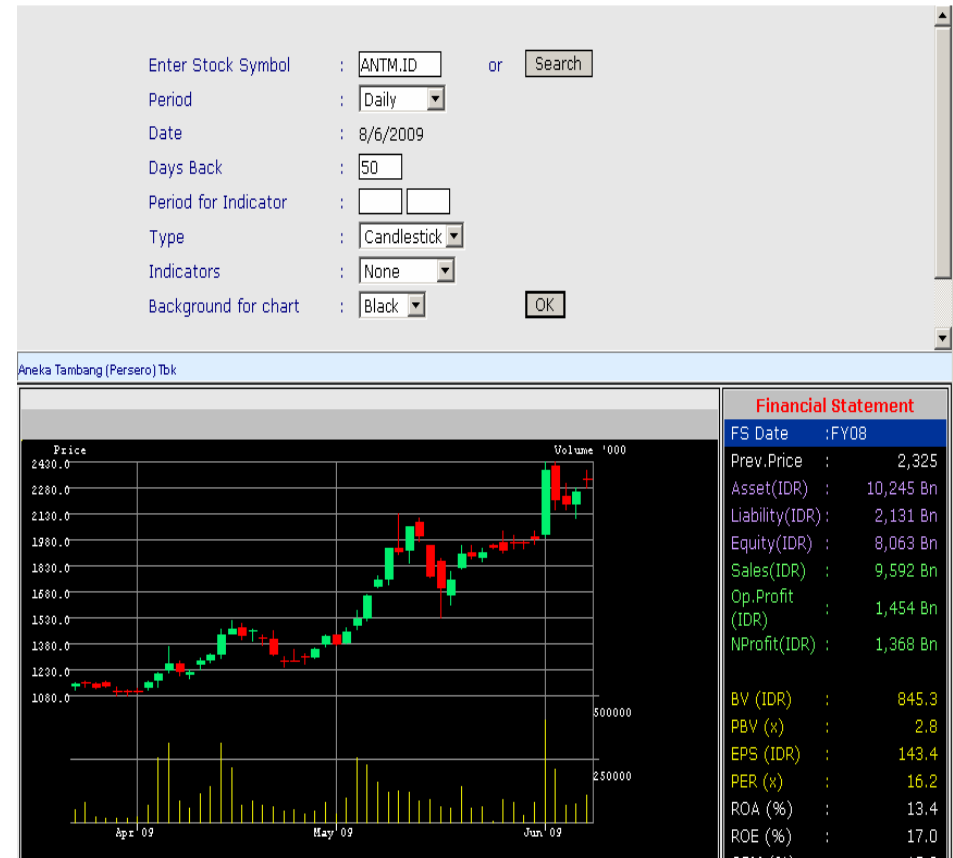 Enter Stock Symbol : ANTM.ID or Search
Period : Daily
Date : 8/6/2009
Days Back : 50
Period for Indicator :
Type : Candlestick
Indicators : None
Background for chart : Black OK
Aneka Tambang (Persero) Tbk
Price Volume '000
2430.0
2280.0
2130.0
1980.0
1830.0
1680.0
1530.0
1380.0
1230.0
1080.0
500000
250000
Apr'09 May'09 Jun'09
Financial Statement
FS Date :FY08
Prev.Price : 2,325
Asset(IDR) : 10,245 Bn
Liability(IDR) : 2,131 Bn
Equity(IDR) : 8,063 Bn
Sales(IDR) : 9,592 Bn
Op.Profit
(IDR) : 1,454 Bn
NProfit(IDR) : 1,368 Bn
BV (IDR) : 845.3
PBV (x) : 2.8
EPS (IDR) : 143.4
PER (x) : 16.2
ROA (%) : 13.4
ROE (%) : 17.0